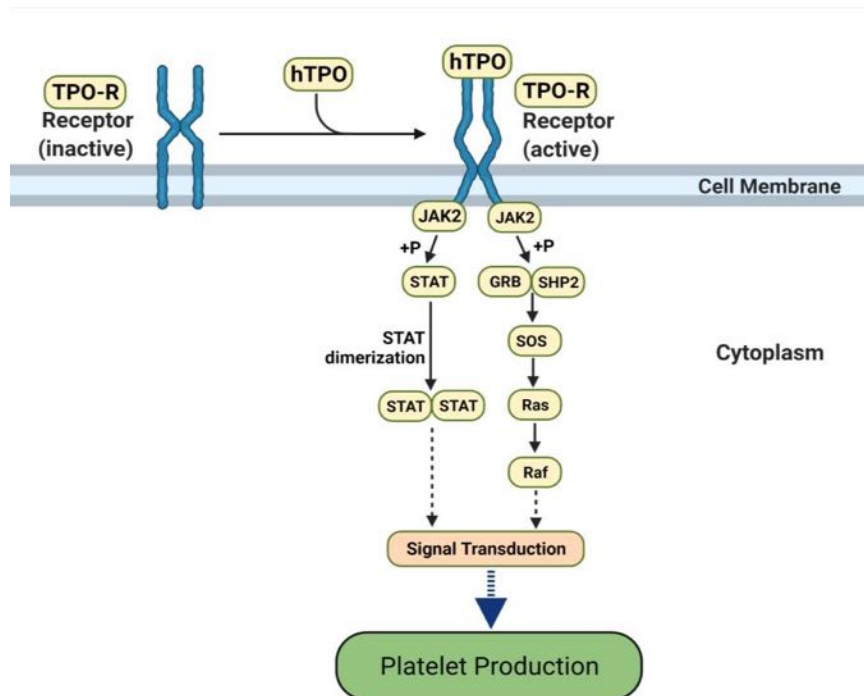 hTPO
hTPO
TPO-R
Receptor
(inactive)
TPO-R
Receptor
(active)
Cell Membrane
JAK2
JAK2
+P
+P
STAT
GRB
SHP2
STAT
dimerization
SOS
Cytoplasm
STAT
STAT
Ras
Raf
Signal Transduction
Platelet Production